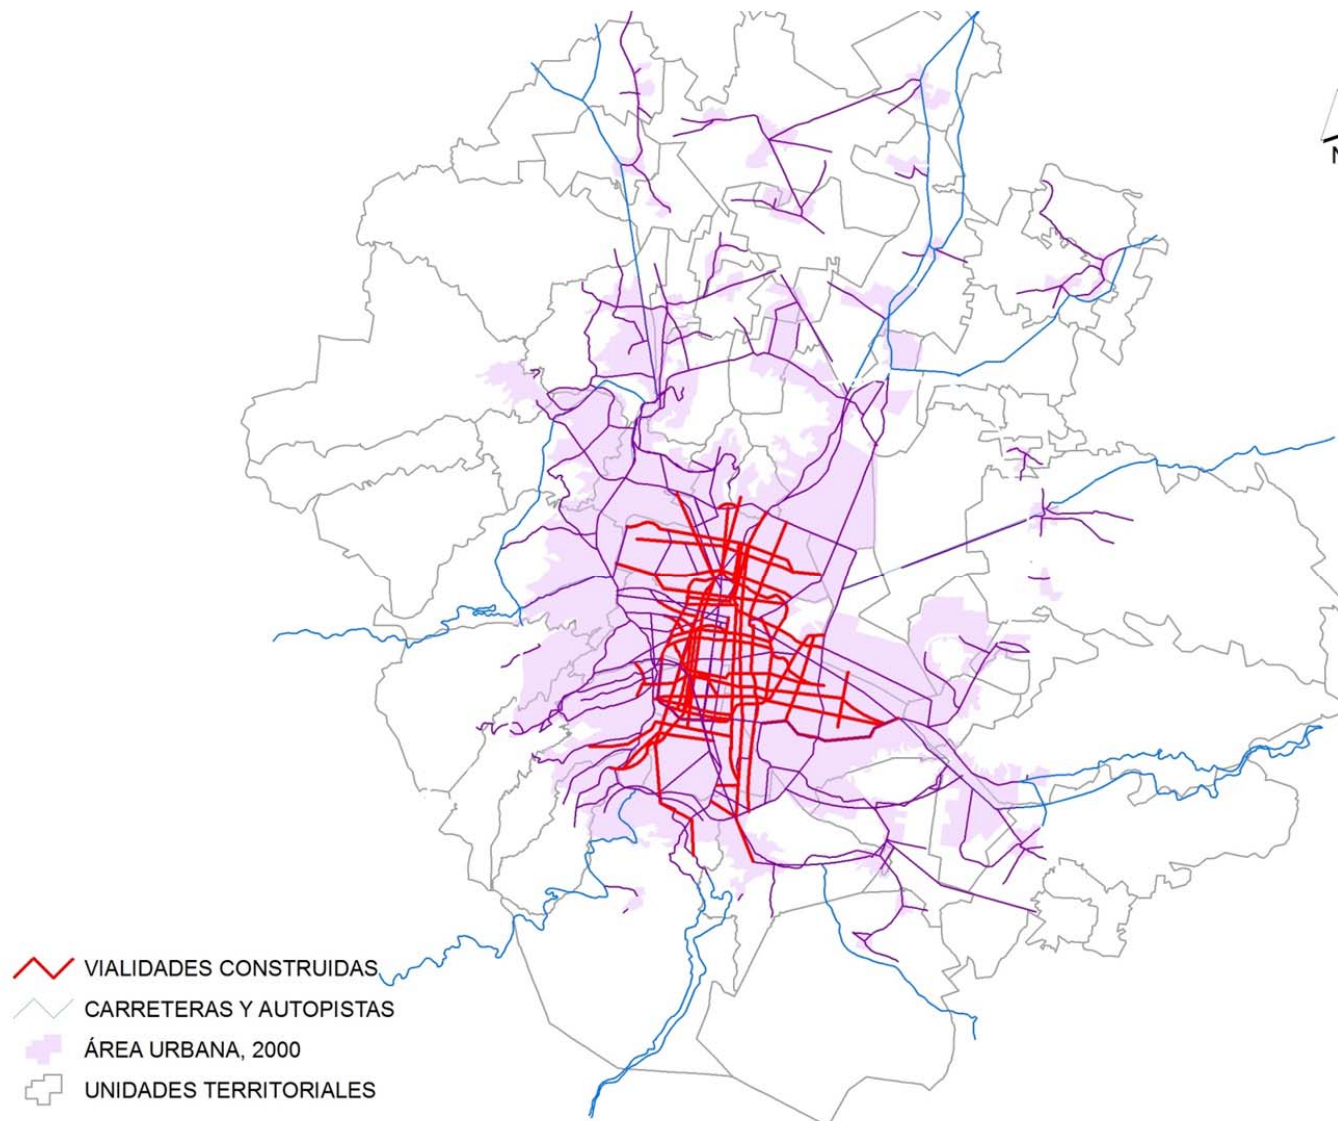 N
VIALIDADES CONSTRUIDAS
CARRETERAS Y AUTOPISTAS
ÁREA URBANA, 2000
UNIDADES TERRITORIALES